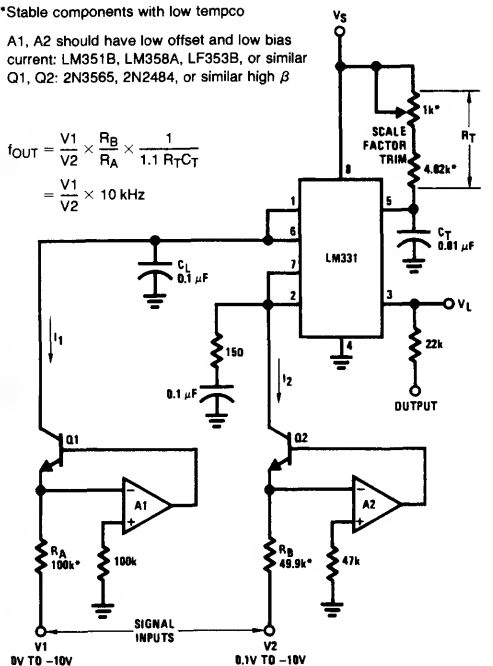 *Stable components with low tempco
A1, A2 should have low offset and low bias
current: LM351B, LM358A, LF353B, or similar
Q1, Q2: 2N3565, 2N2484, or similar high β
fOUT = V1/V2 × RB/RA × 1/1.1 RTCT
= V1/V2 × 10 kHz
VS
1k*
SCALE
FACTOR
TRIM
RT
4.02k*
8
1
5
6
LM331
CT
0.01 µF
CL
0.1 µF
7
2
3
VL
4
I1
150
I2
22k
0.1 µF
OUTPUT
Q1
Q2
A1
A2
RA
100k*
100k
RB
49.9k*
47k
SIGNAL
INPUTS
V1
V2
0V TO −10V
0.1V TO −10V